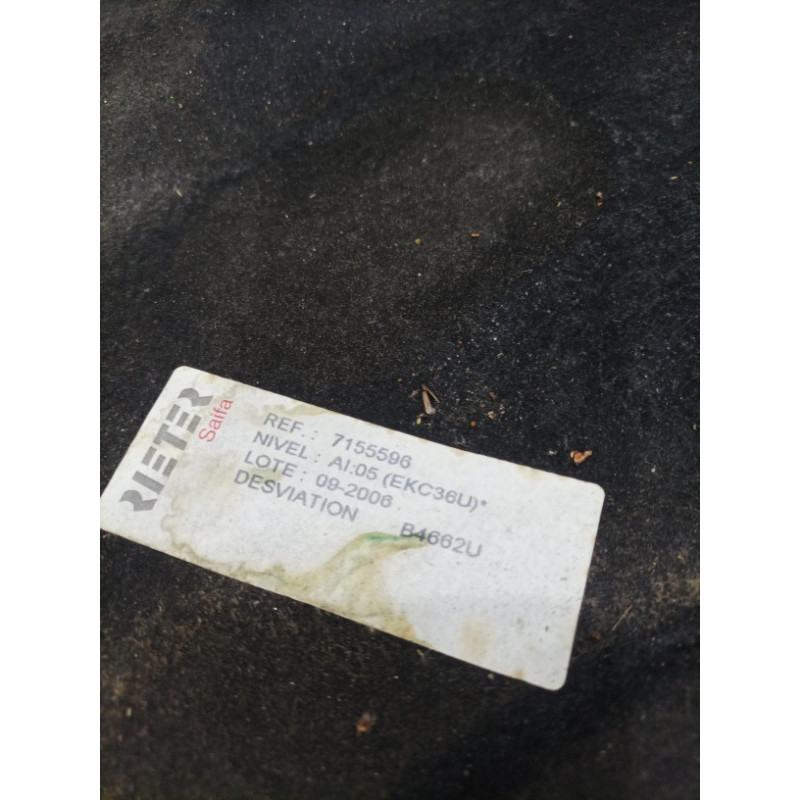 RIETER
Saifa
REF. : 7155596
NIVEL : AI:05 (EKC36U)*
LOTE : 09-2006
DESVIATION B4662U